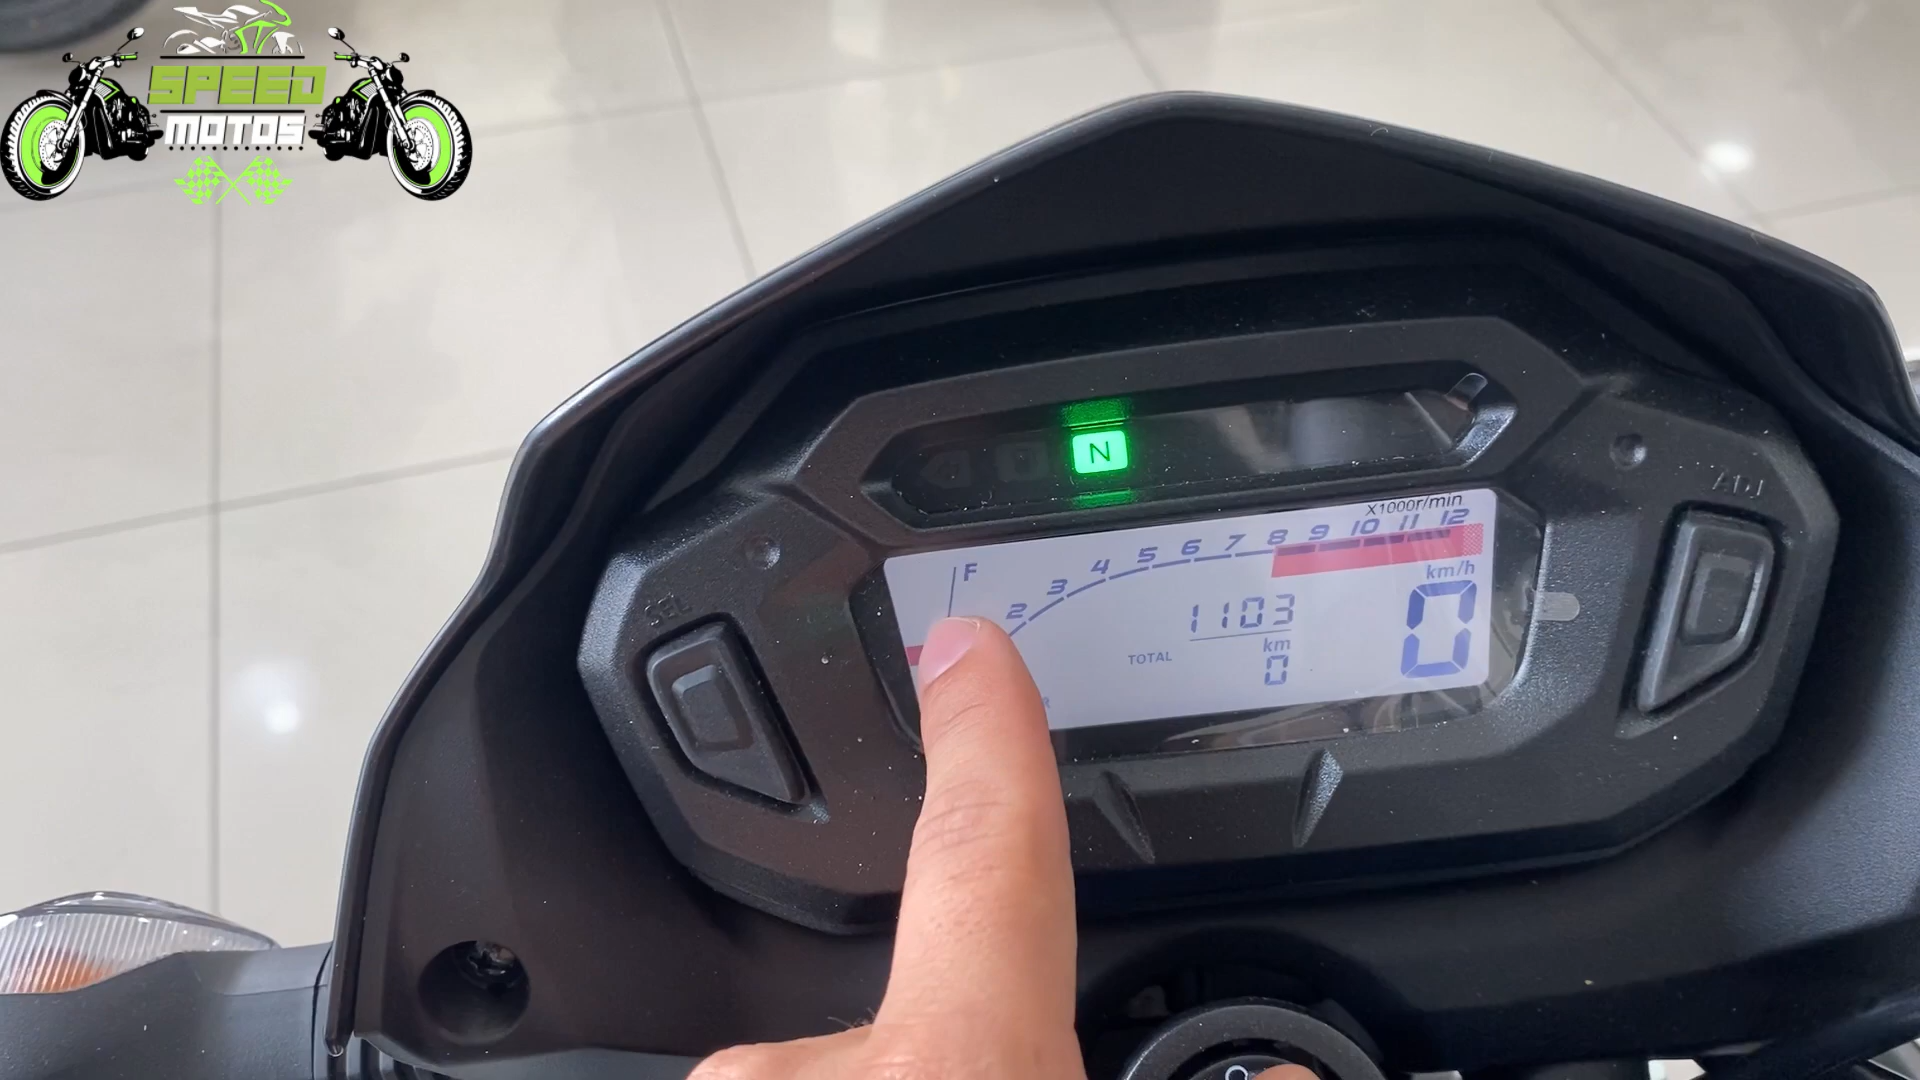 SPEED
MOTOS
N
ADJ
SEL
X1000r/min
2 3 4 5 6 7 8 9 10 11 12
F
km/h
1103
0
km
TOTAL
0